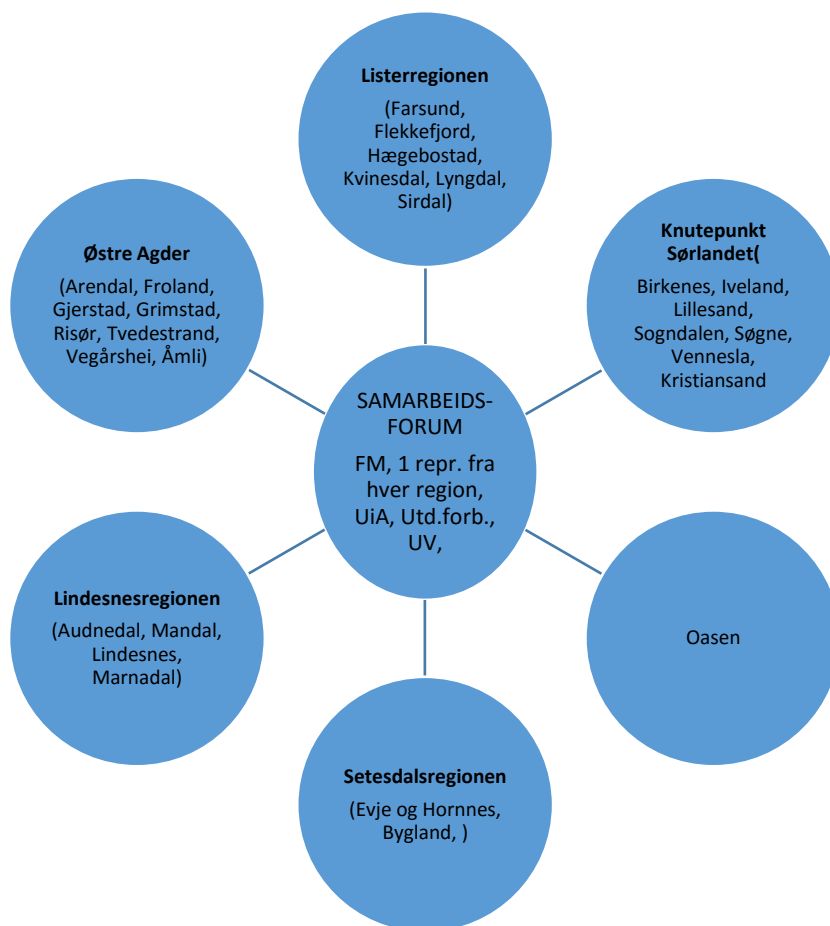 Listerregionen
(Farsund,
Flekkefjord,
Hægebostad,
Kvinesdal, Lyngdal,
Sirdal)
Østre Agder
(Arendal, Froland,
Gjerstad, Grimstad,
Risør, Tvedestrand,
Vegårshei, Åmli)
Knutepunkt
Sørlandet(
Birkenes, Iveland,
Lillesand,
Sogndalen, Søgne,
Vennesla,
Kristiansand
SAMARBEIDS-
FORUM
FM, 1 repr. fra
hver region,
UiA, Utd.forb.,
UV,
Lindesnesregionen
(Audnedal, Mandal,
Lindesnes,
Marnadal)
Oasen
Setesdalsregionen
(Evje og Hornnes,
Bygland, )